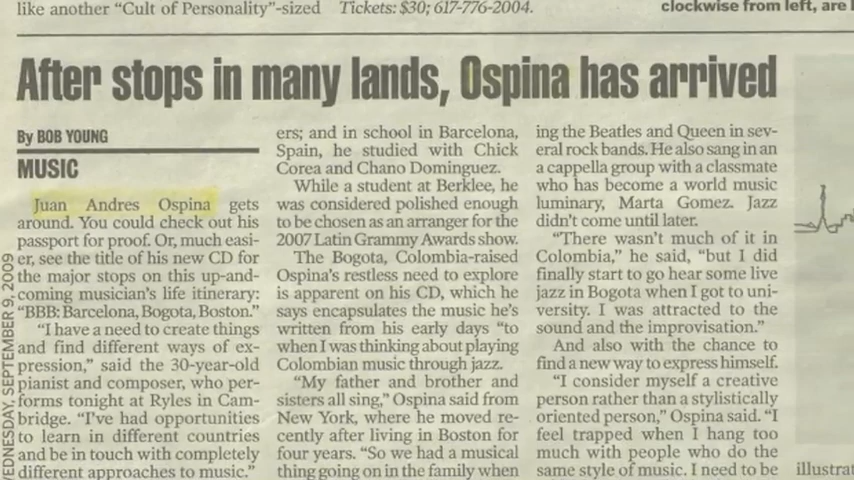 like another “Cult of Personality”-sized
Tickets: $30; 617-776-2004.
clockwise from left, are
After stops in many lands, Ospina has arrived
By BOB YOUNG
MUSIC
Juan Andres Ospina gets
around. You could check out his
passport for proof. Or, much easi-
er, see the title of his new CD for
the major stops on this up-and-
coming musician’s life itinerary:
“BBB: Barcelona, Bogota, Boston.”
“I have a need to create things
and find different ways of ex-
pression,” said the 30-year-old
pianist and composer, who per-
forms tonight at Ryles in Cam-
bridge. “I’ve had opportunities
to learn in different countries
and be in touch with completely
different approaches to music.”
ers; and in school in Barcelona,
Spain, he studied with Chick
Corea and Chano Dominguez.
While a student at Berklee, he
was considered polished enough
to be chosen as an arranger for the
2007 Latin Grammy Awards show.
The Bogota, Colombia-raised
Ospina’s restless need to explore
is apparent on his CD, which he
says encapsulates the music he’s
written from his early days “to
when I was thinking about playing
Colombian music through jazz.
“My father and brother and
sisters all sing,” Ospina said from
New York, where he moved re-
cently after living in Boston for
four years. “So we had a musical
thing going on in the family when
ing the Beatles and Queen in sev-
eral rock bands. He also sang in an
a cappella group with a classmate
who has become a world music
luminary, Marta Gomez. Jazz
didn’t come until later.
“There wasn’t much of it in
Colombia,” he said, “but I did
finally start to go hear some live
jazz in Bogota when I got to uni-
versity. I was attracted to the
sound and the improvisation.”
And also with the chance to
find a new way to express himself.
“I consider myself a creative
person rather than a stylistically
oriented person,” Ospina said. “I
feel trapped when I hang too
much with people who do the
same style of music. I need to be
illustrat
WEDNESDAY, SEPTEMBER 9, 2009